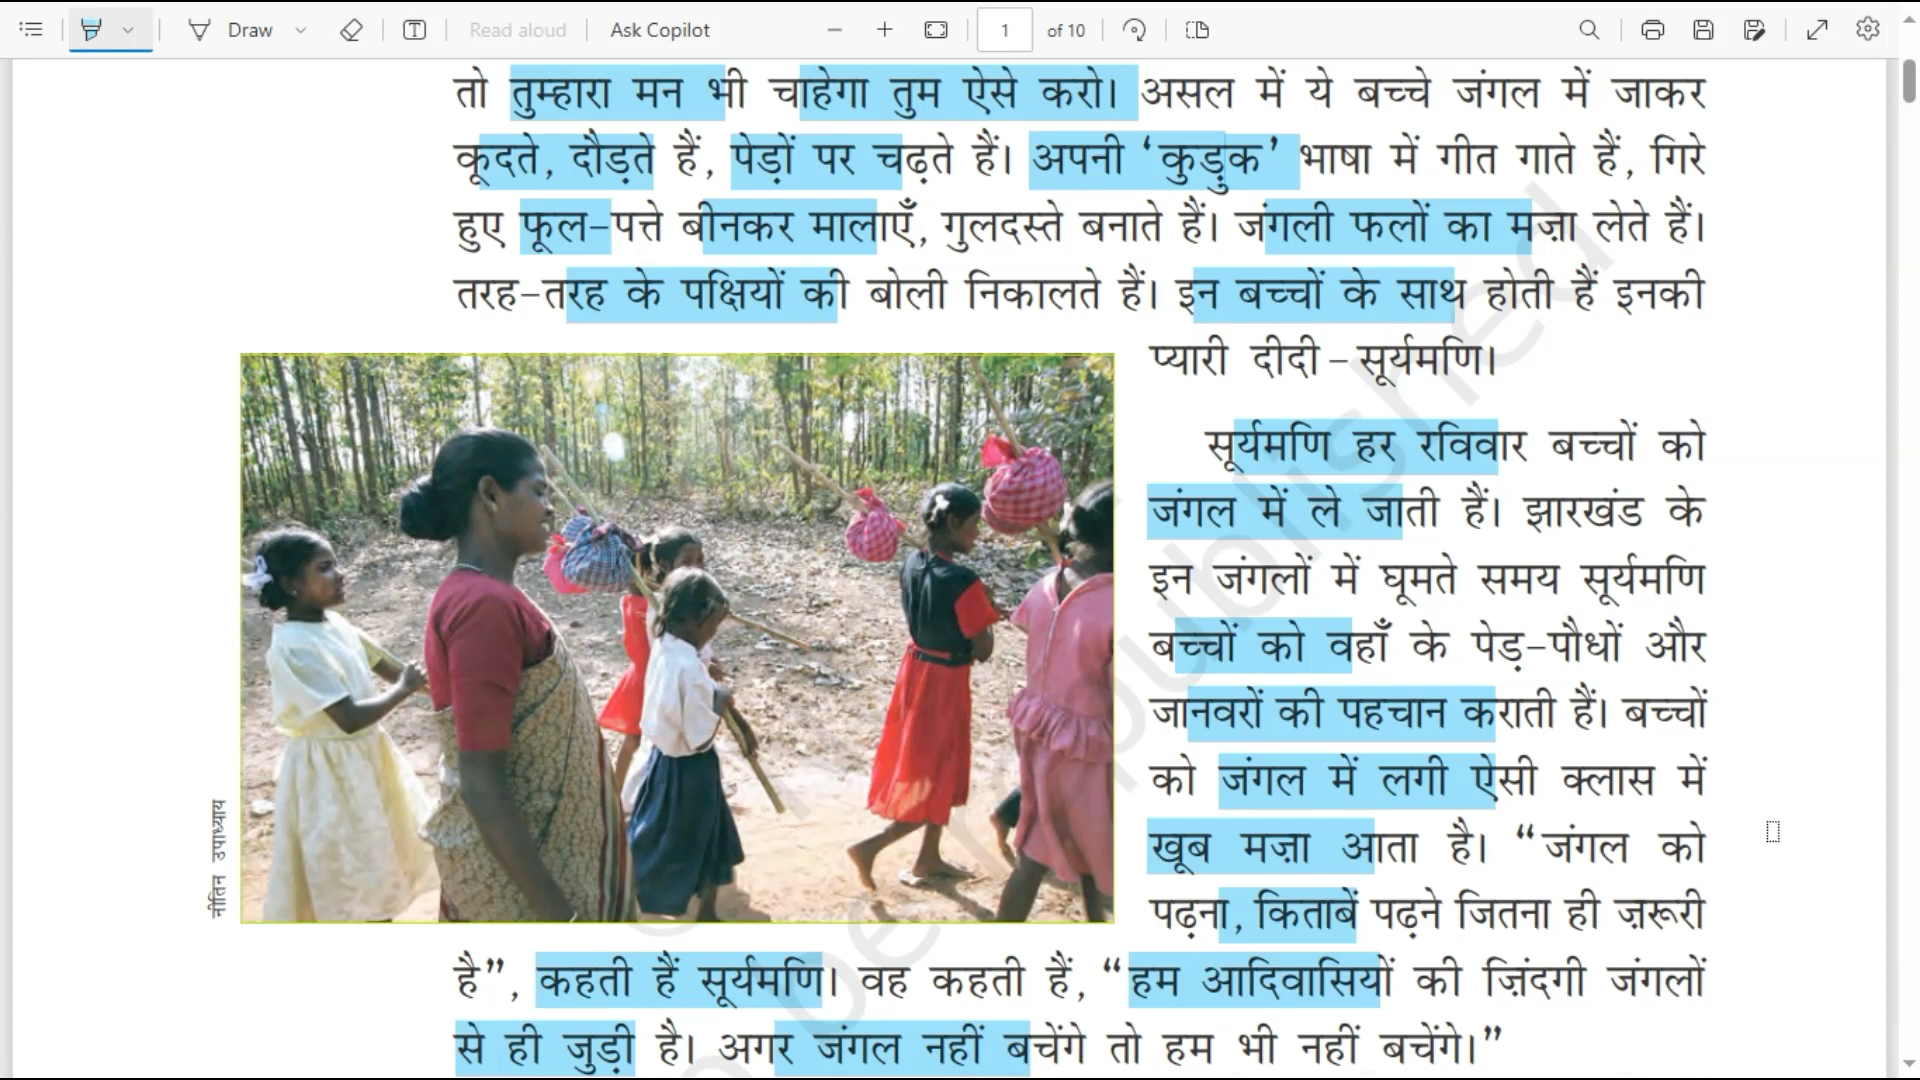 Draw
Read aloud
Ask Copilot
1 of 10
तो तुम्हारा मन भी चाहेगा तुम ऐसे करो। असल में ये बच्चे जंगल में जाकर
कूदते, दौड़ते हैं, पेड़ों पर चढ़ते हैं। अपनी ‘कुड़ुक’ भाषा में गीत गाते हैं, गिरे
हुए फूल–पत्ते बीनकर मालाएँ, गुलदस्ते बनाते हैं। जंगली फलों का मज़ा लेते हैं।
तरह–तरह के पक्षियों की बोली निकालते हैं। इन बच्चों के साथ होती हैं इनकी
प्यारी दीदी – सूर्यमणि।
सूर्यमणि हर रविवार बच्चों को
जंगल में ले जाती हैं। झारखंड के
इन जंगलों में घूमते समय सूर्यमणि
बच्चों को वहाँ के पेड़–पौधों और
जानवरों की पहचान कराती हैं। बच्चों
को जंगल में लगी ऐसी क्लास में
खूब मज़ा आता है। “जंगल को
पढ़ना, किताबें पढ़ने जितना ही ज़रूरी
है”, कहती हैं सूर्यमणि। वह कहती हैं, “हम आदिवासियों की ज़िंदगी जंगलों
से ही जुड़ी है। अगर जंगल नहीं बचेंगे तो हम भी नहीं बचेंगे।”
नीतिन उपाध्याय
be republished